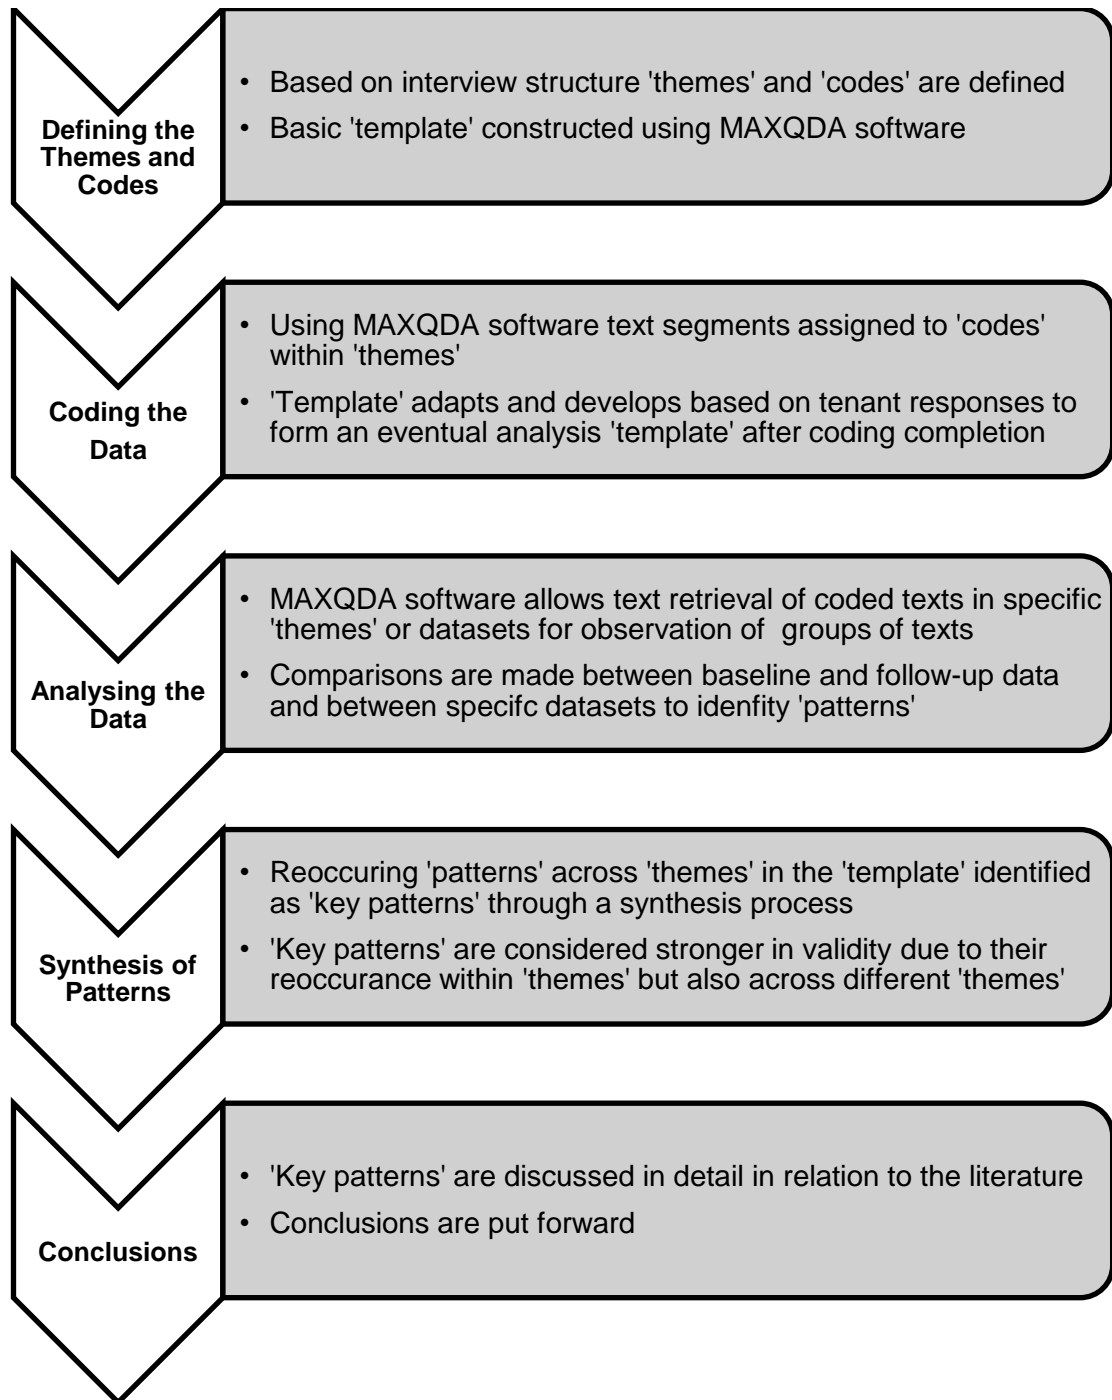 Defining the
Themes and
Codes
• Based on interview structure 'themes' and 'codes' are defined
• Basic 'template' constructed using MAXQDA software
Coding the
Data
• Using MAXQDA software text segments assigned to 'codes'
within 'themes'
• 'Template' adapts and develops based on tenant responses to
form an eventual analysis 'template' after coding completion
Analysing the
Data
• MAXQDA software allows text retrieval of coded texts in specific
'themes' or datasets for observation of  groups of texts
• Comparisons are made between baseline and follow-up data
and between specifc datasets to idenfity 'patterns'
Synthesis of
Patterns
• Reoccuring 'patterns' across 'themes' in the 'template' identified
as 'key patterns' through a synthesis process
• 'Key patterns' are considered stronger in validity due to their
reoccurance within 'themes' but also across different 'themes'
Conclusions
• 'Key patterns' are discussed in detail in relation to the literature
• Conclusions are put forward